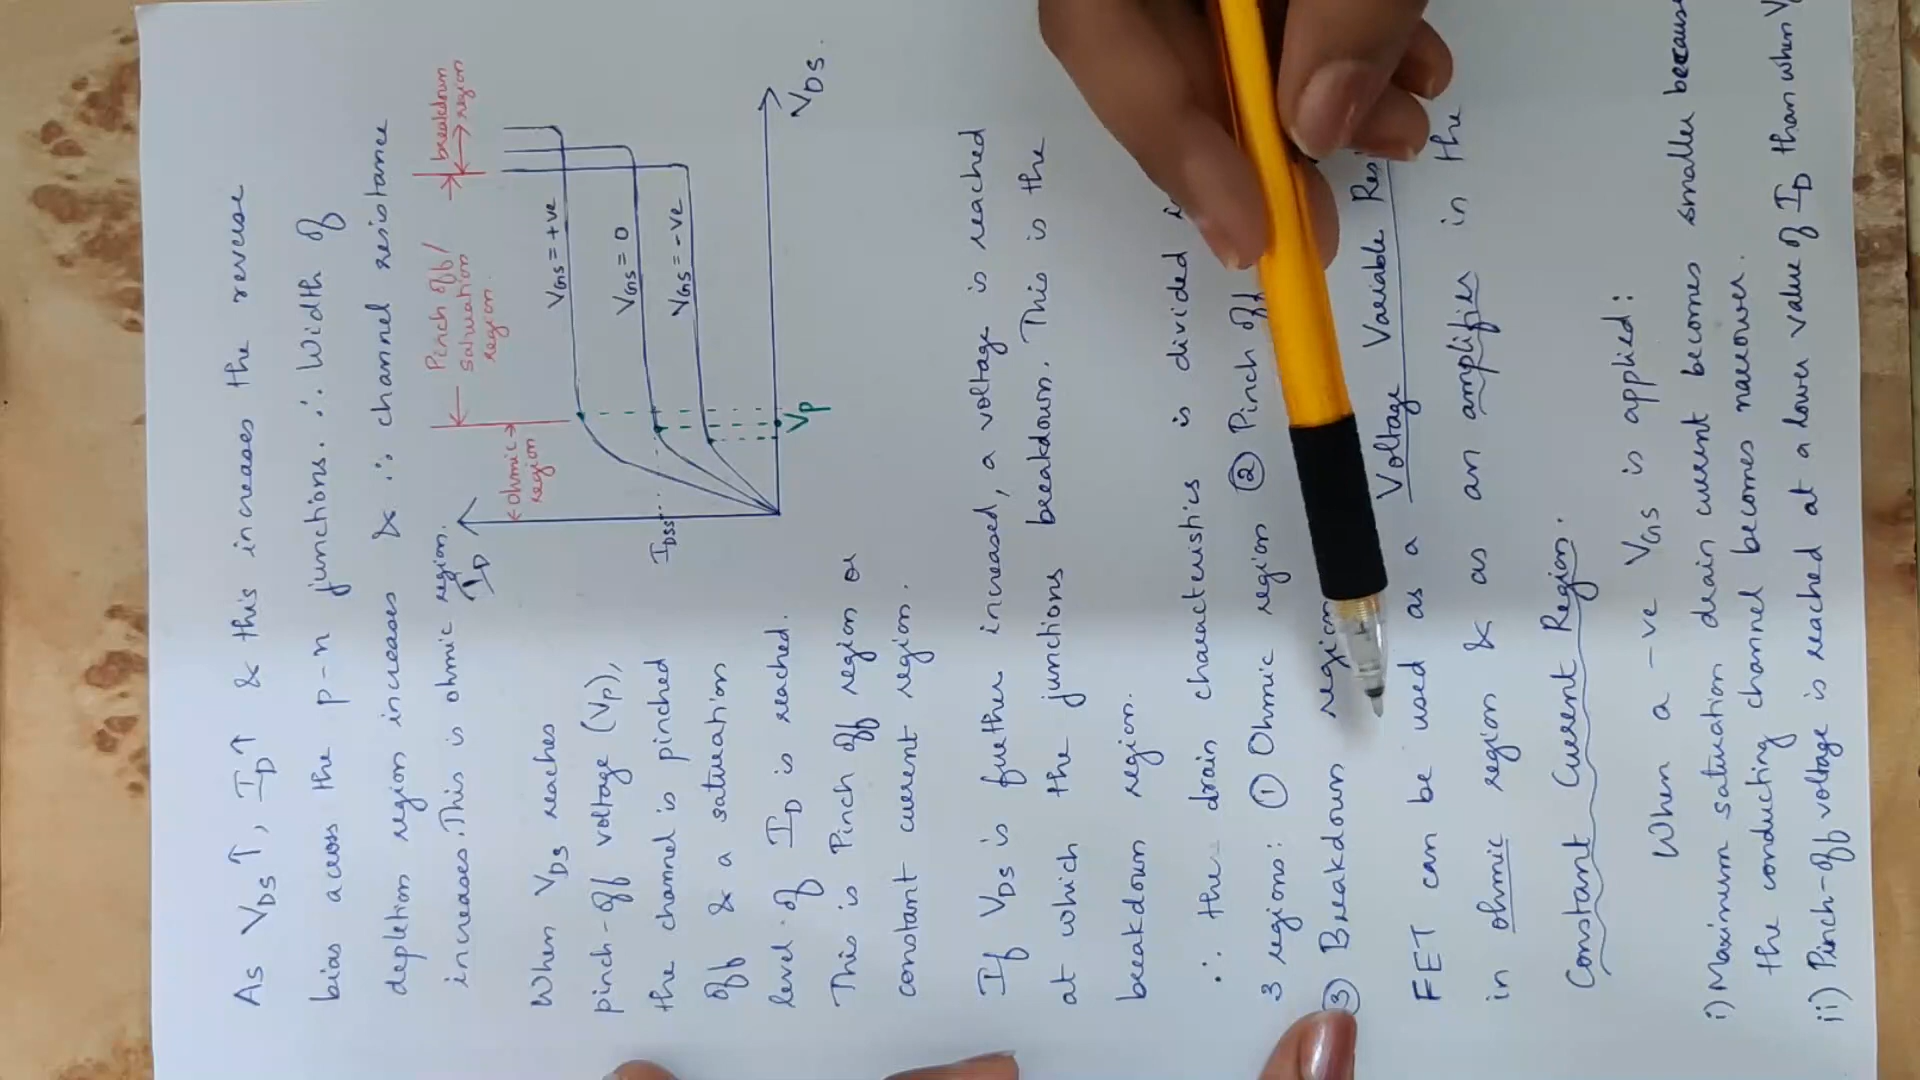 As VDS↑, ID↑ & this increases the reverse
bias across the p-n junctions. ∴ Width of
depletion region increases & ∴ channel resistance
increases. This is ohmic region.
When VDS reaches
pinch-off voltage (Vp),
the channel is pinched
off & a saturation
level of ID is reached.
This is Pinch off region or
constant current region.
ID
IDSS
←ohmic→
region
Pinch off/
saturation
region
breakdown
region
VGS = +ve
VGS = 0
VGS = -ve
Vp
VDS.
If VDS is further increased, a voltage is reached
at which the junctions breakdown. This is the
breakdown region.
∴ the drain characteristics is divided
3 regions: ① Ohmic region ② Pinch off
③ Breakdown region
FET can be used as a Voltage Variable
in ohmic region & as an amplifier in the
Constant Current Region.
When a -ve VGS is applied:
i) Maximum saturation drain current becomes smaller because
the conducting channel becomes narrower.
ii) Pinch-off voltage is reached at a lower value of ID than when